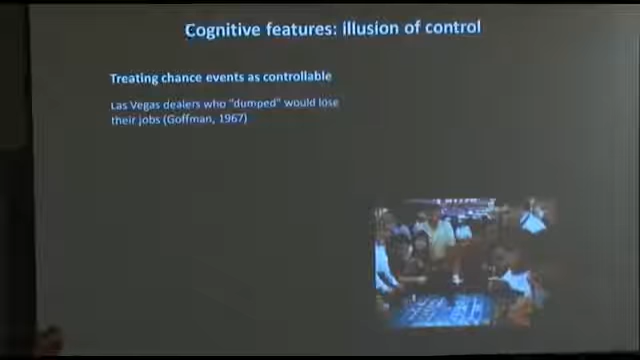 Cognitive features: illusion of control
Treating chance events as controllable
Las Vegas dealers who "dumped" would lose
their jobs (Goffman, 1967)